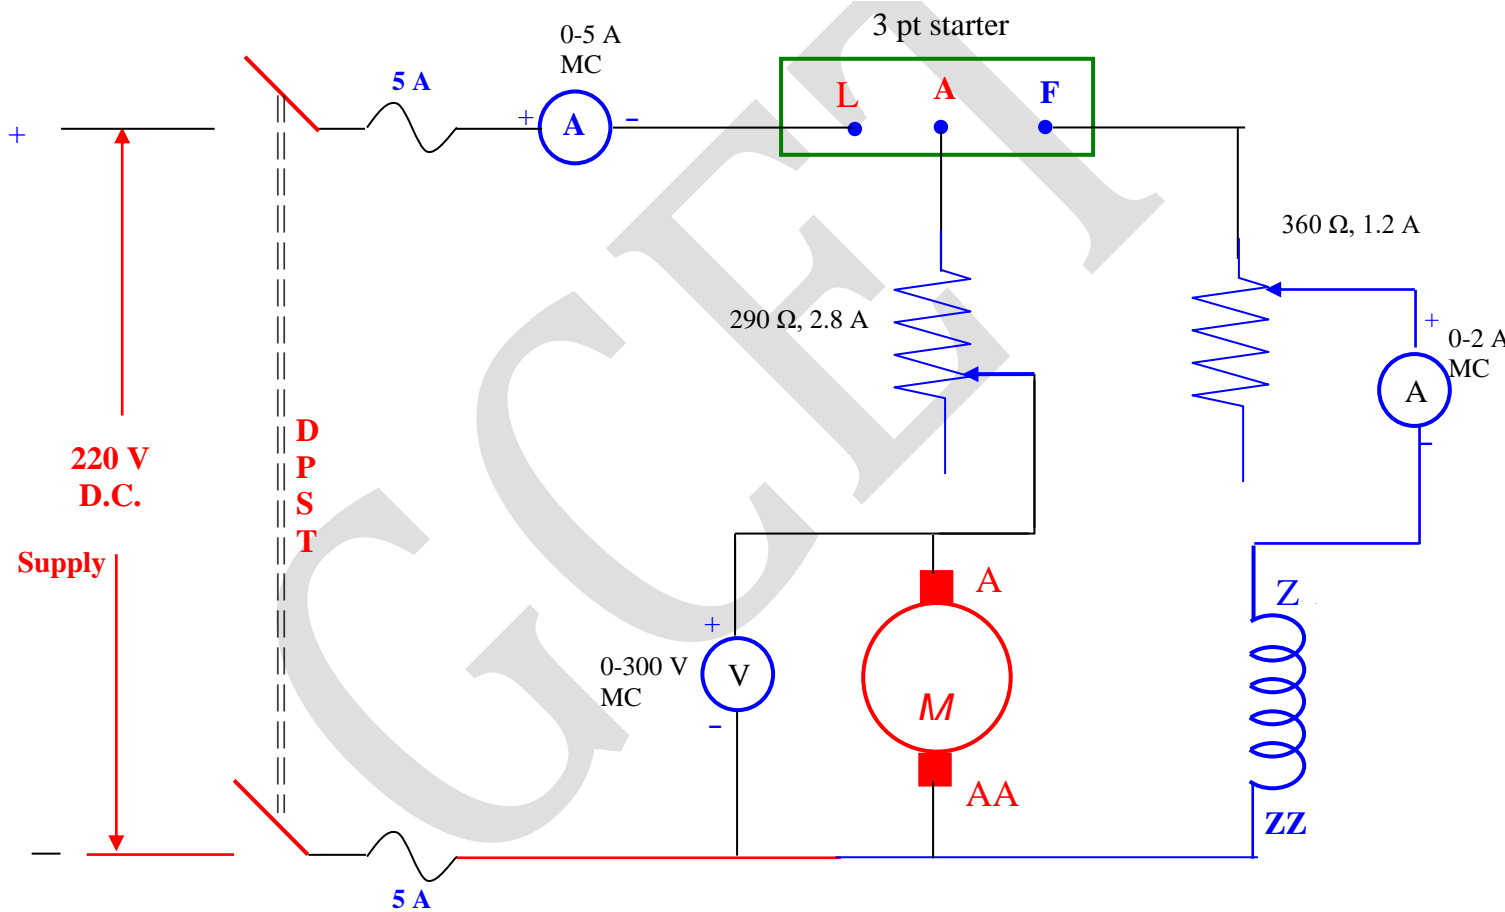 3 pt starter
0-5 A
MC
5 A
+
A
–
L
A
F
+
360 Ω, 1.2 A
290 Ω, 2.8 A
+
0-2 A
MC
A
–
D
P
S
T
220 V
D.C.
Supply
A
Z
+
0-300 V
MC
V
–
M
AA
ZZ
—
5 A
GCET